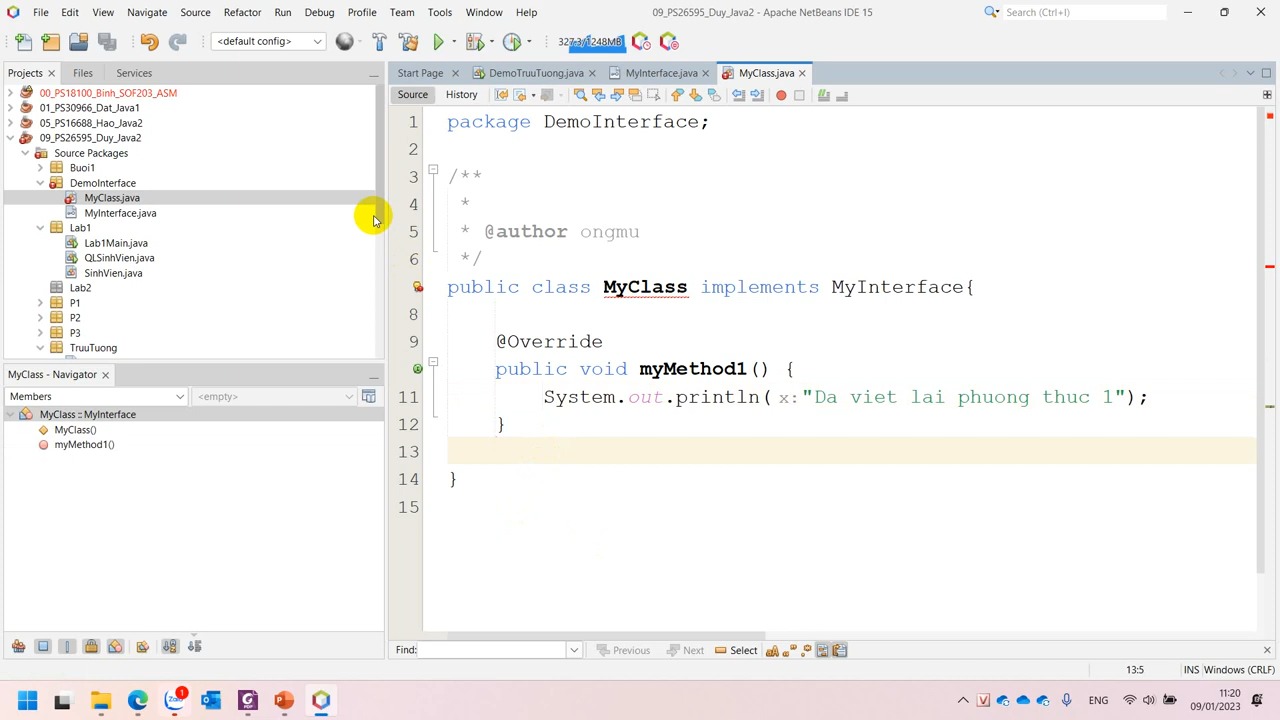 File Edit View Navigate Source Refactor Run Debug Profile Team Tools Window Help
09_PS26595_Duy_Java2 - Apache NetBeans IDE 15
Search (Ctrl+I)
<default config>
327.3/1248MB
Projects Files Services
Start Page DemoTruuTuong.java MyInterface.java MyClass.java
Source History
00_PS18100_Binh_SOF203_ASM
01_PS30966_Dat_Java1
05_PS16688_Hao_Java2
09_PS26595_Duy_Java2
Source Packages
Buoi1
DemoInterface
MyClass.java
MyInterface.java
Lab1
Lab1Main.java
QLSinhVien.java
SinhVien.java
Lab2
P1
P2
P3
TruuTuong
MyClass - Navigator
Members
<empty>
MyClass :: MyInterface
MyClass()
myMethod1()
1 package DemoInterface;
2
3 /**
4 *
5 * @author ongmu
6 */
public class MyClass implements MyInterface{
8
9 @Override
public void myMethod1() {
11 System.out.println( x: "Da viet lai phuong thuc 1");
12 }
13
14 }
15
Find: Previous Next Select
13:5 INS Windows (CRLF)
Zalo 1
ENG
11:20
09/01/2023